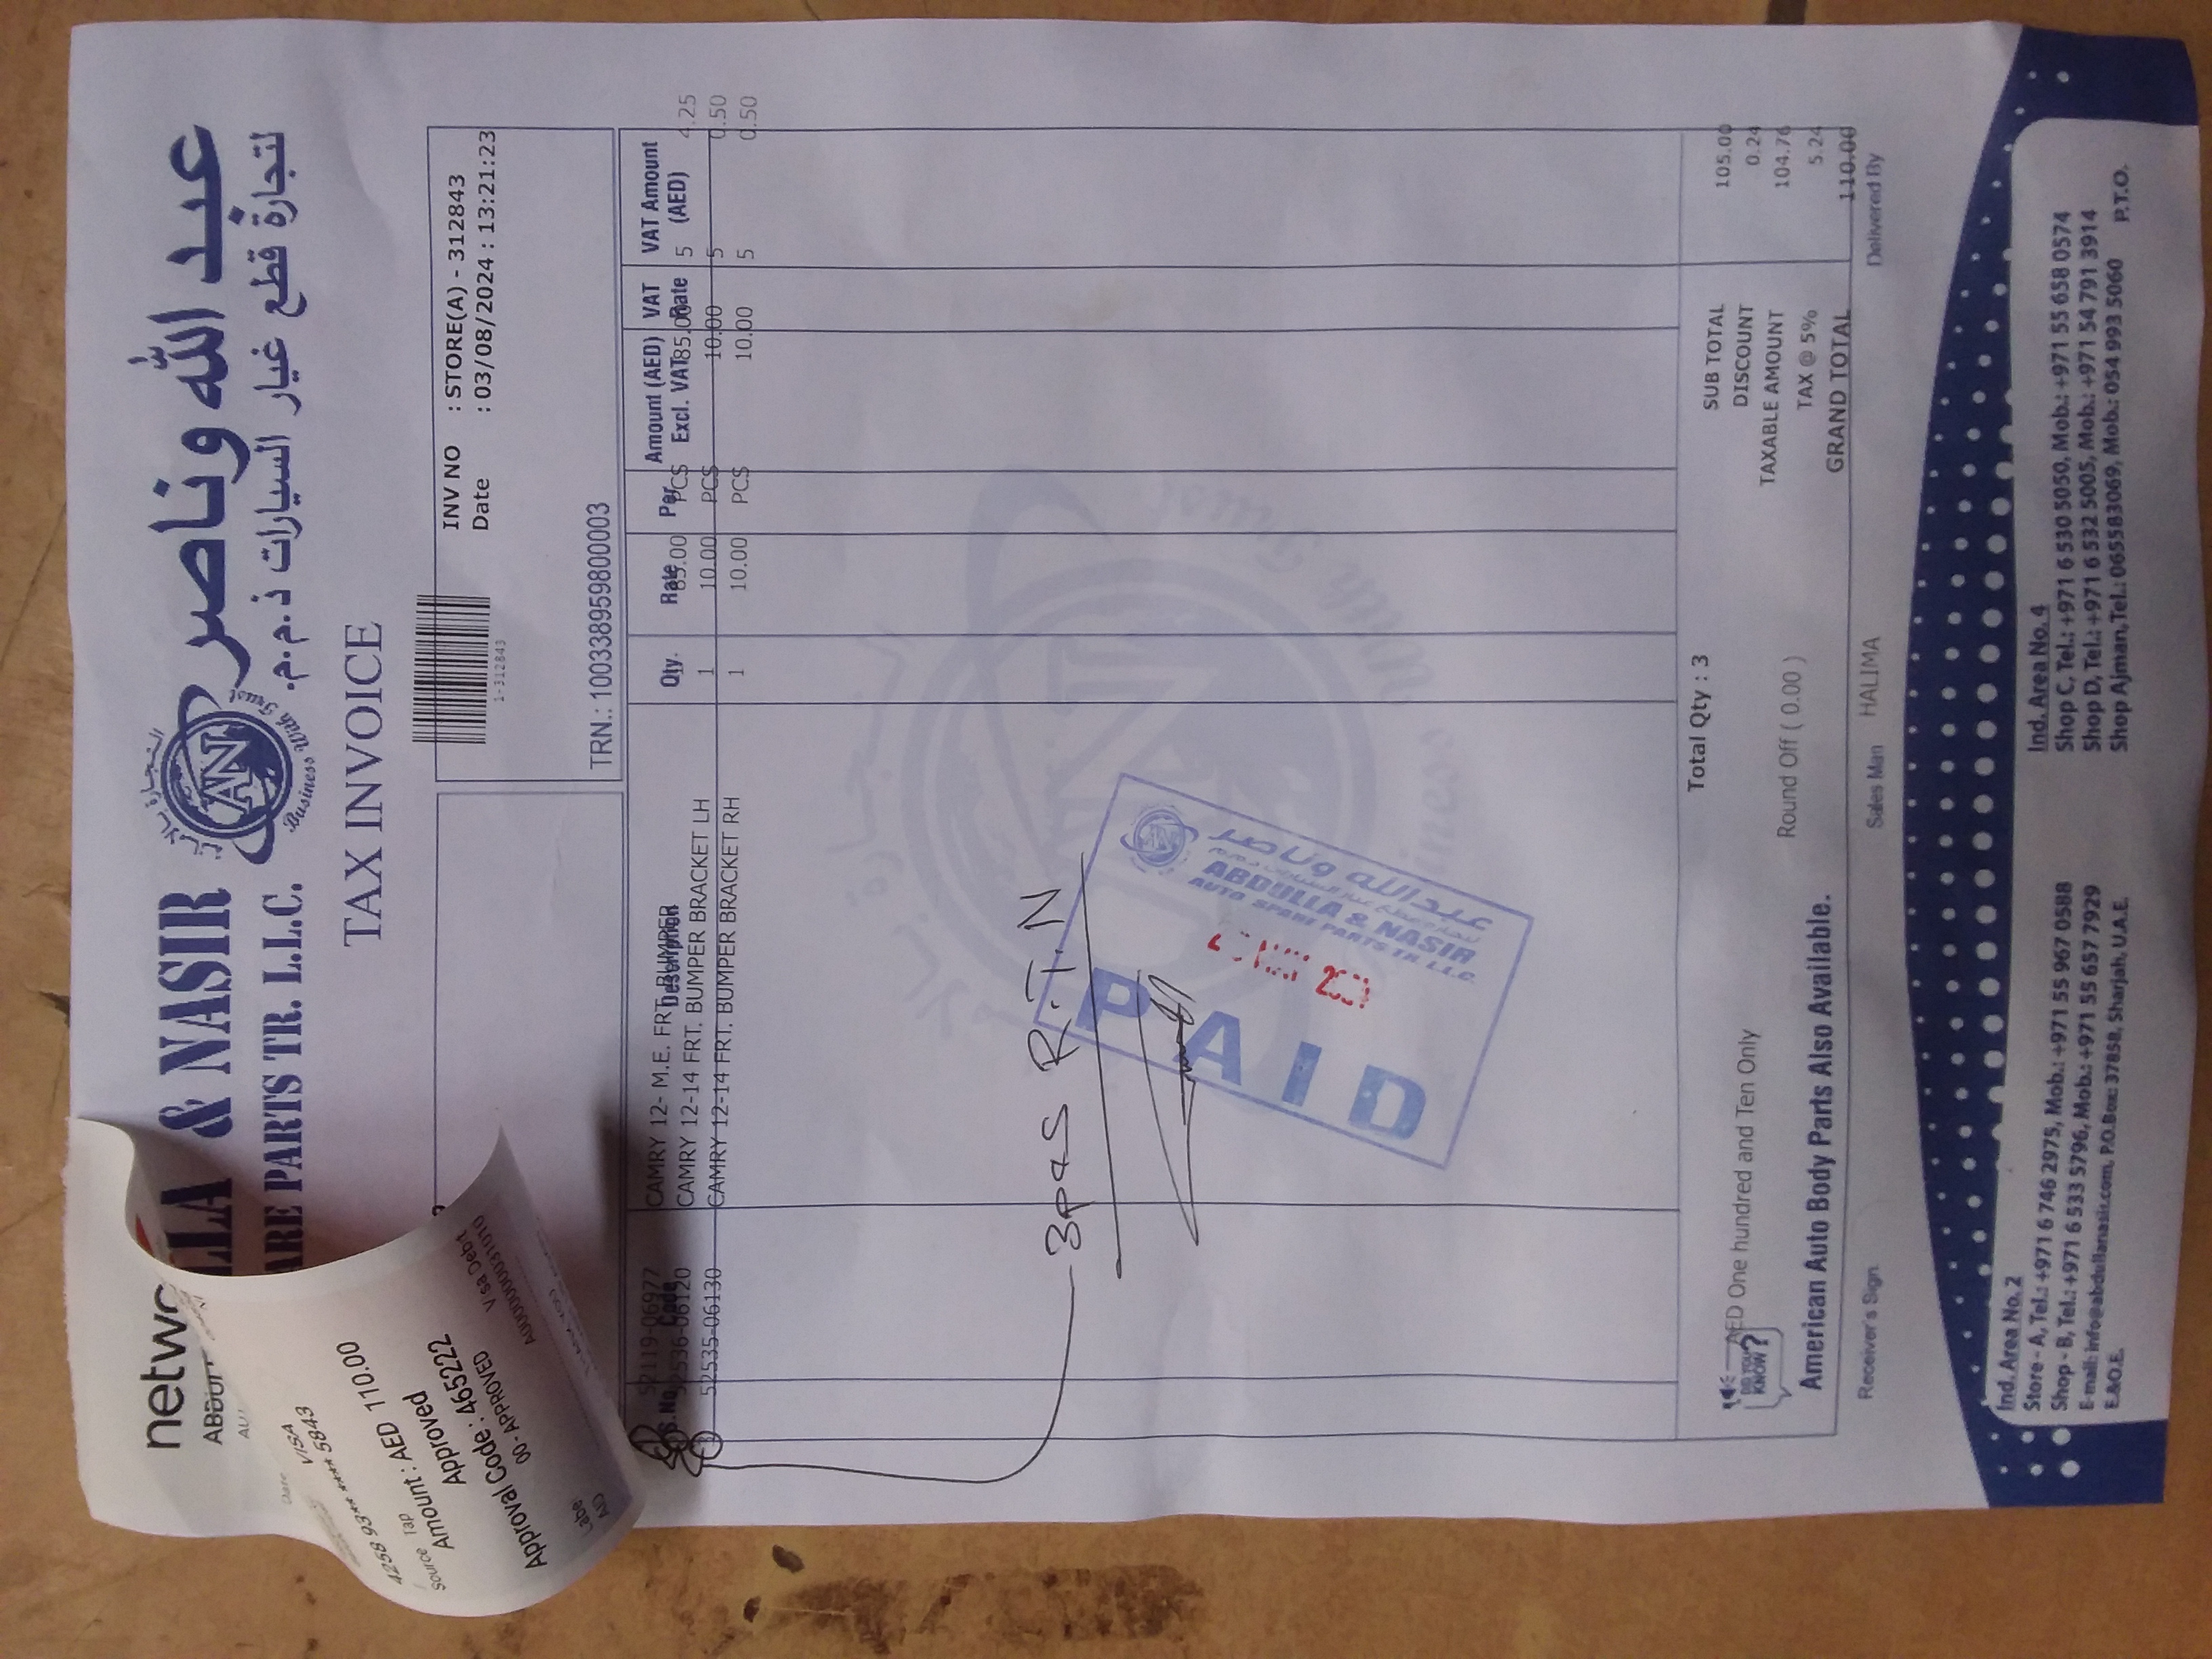 عبد الله وناصر
لتجارة قطع غيار السيارات ذ.م.م.
& NASIR
PARTS TR. L.L.C.
AN
Business With Trust
TAX INVOICE
1-312843
INV NO : STORE(A) - 312843
Date : 03/08/2024 : 13:21:23
TRN.: 100338959800003
S.No. Code Description Qty. Rate Per Amount (AED) Excl. VAT VAT Rate VAT Amount (AED)
52119-06977 CAMRY 12- M.E. FRT. BUMPER 85.00 PCS 85.00 5 4.25
52536-06120 CAMRY 12-14 FRT. BUMPER BRACKET LH 1 10.00 PCS 10.00 5 0.50
52535-06130 CAMRY 12-14 FRT. BUMPER BRACKET RH 1 10.00 PCS 10.00 5 0.50
3pcs R.T.N
عبدالله وناصر
ABDULLA & NASIR
AUTO SPARE PARTS TR. L.L.C.
PAID
Total Qty : 3
SUB TOTAL 105.00
DISCOUNT 0.24
TAXABLE AMOUNT 104.76
TAX @ 5% 5.24
GRAND TOTAL 110.00
AED One hundred and Ten Only
Round Off ( 0.00 )
DO YOU KNOW ?
American Auto Body Parts Also Available.
Receiver's Sign.
Sales Man HALIMA
Delivered By
Ind. Area No. 2
Store - A, Tel.: +971 6 746 2975, Mob.: +971 55 967 0588
Shop - B, Tel.: +971 6 533 5796, Mob.: +971 55 657 7929
E-mail: info@abdullanasir.com, P.O.Box: 37858, Sharjah, U.A.E.
E.&O.E.
Ind. Area No. 4
Shop C, Tel.: +971 6 530 5050, Mob.: +971 55 658 0574
Shop D, Tel.: +971 6 532 5005, Mob.: +971 54 791 3914
Shop Ajman, Tel.: 065583069, Mob.: 054 993 5060
P.T.O.
VISA
4258 93** **** 5843
Source Tap
Amount : AED 110.00
Approved
Approval Code : 465222
00 - APPROVED
Visa Debit
A0000000031010
AID